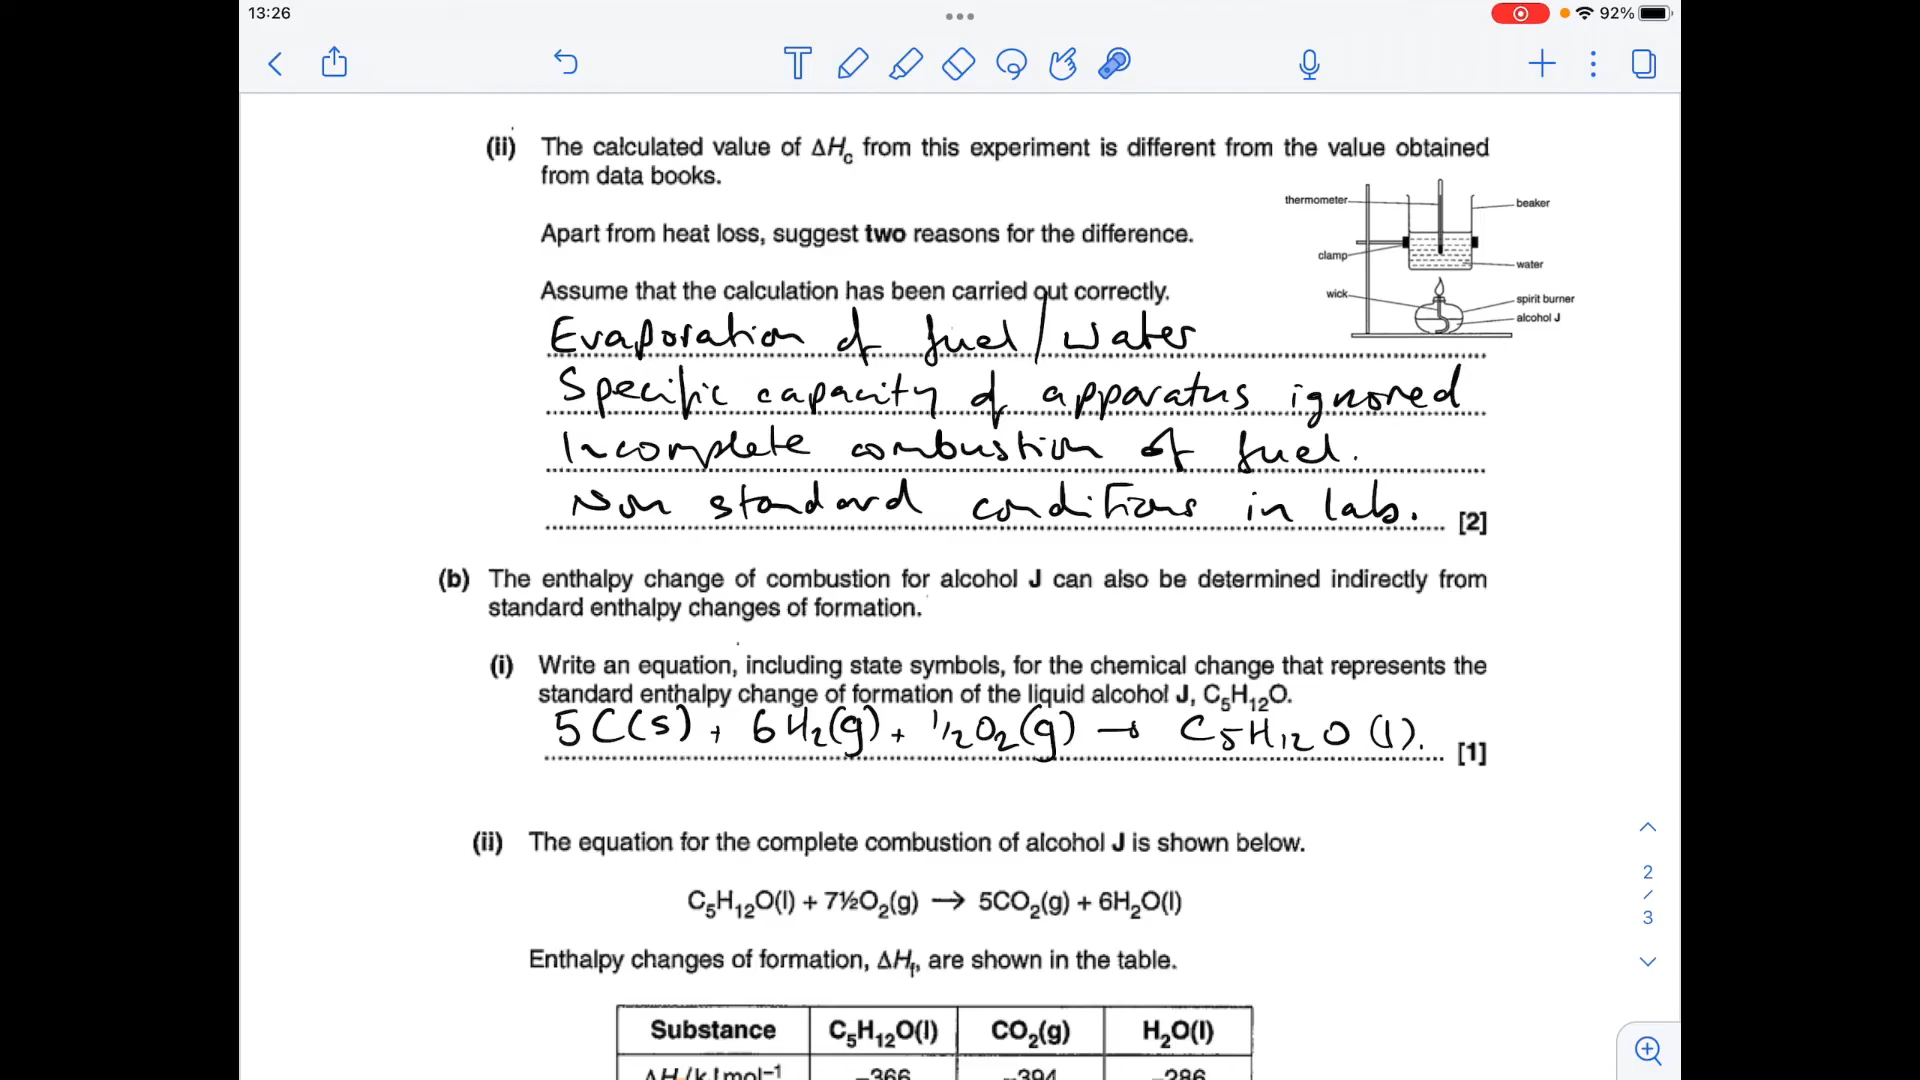 13:26
92%
(ii) The calculated value of ΔHc from this experiment is different from the value obtained
from data books.
thermometer
beaker
Apart from heat loss, suggest two reasons for the difference.
clamp
water
Assume that the calculation has been carried out correctly.
wick
spirit burner
alcohol J
Evaporation of fuel/water
Specific capacity of apparatus ignored
Incomplete combustion of fuel.
Non standard conditions in lab.
[2]
(b) The enthalpy change of combustion for alcohol J can also be determined indirectly from
standard enthalpy changes of formation.
(i) Write an equation, including state symbols, for the chemical change that represents the
standard enthalpy change of formation of the liquid alcohol J, C₅H₁₂O.
5C(s) + 6H₂(g) + 1/2O₂(g) → C₅H₁₂O(l).
[1]
(ii) The equation for the complete combustion of alcohol J is shown below.
C₅H₁₂O(l) + 7½O₂(g) → 5CO₂(g) + 6H₂O(l)
Enthalpy changes of formation, ΔHf, are shown in the table.
Substance C₅H₁₂O(l) CO₂(g) H₂O(l)
ΔHf/kJ mol⁻¹ –366 –394 –286
2
/
3